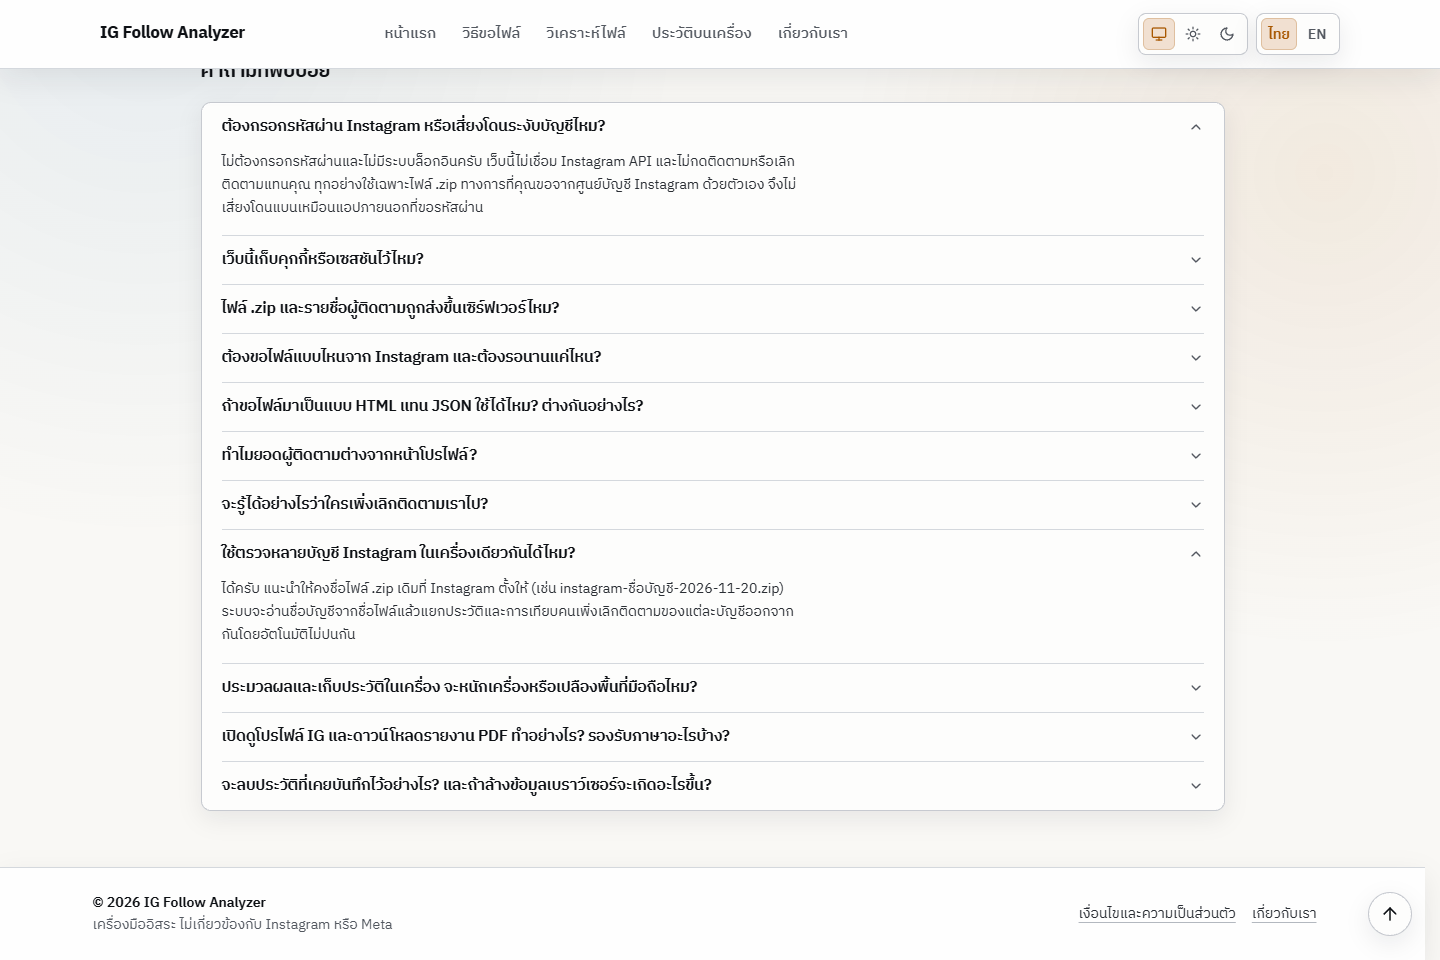 IG Follow Analyzer
หน้าแรก
วิธีขอไฟล์
วิเคราะห์ไฟล์
ประวัติบนเครื่อง
เกี่ยวกับเรา
ไทย
EN
คำถามที่พบบ่อย
ต้องกรอกรหัสผ่าน Instagram หรือเสี่ยงโดนระงับบัญชีไหม?
ไม่ต้องกรอกรหัสผ่านและไม่มีระบบล็อกอินครับ เว็บนี้ไม่เชื่อม Instagram API และไม่กดติดตามหรือเลิก
ติดตามแทนคุณ ทุกอย่างใช้เฉพาะไฟล์ .zip ทางการที่คุณขอจากศูนย์บัญชี Instagram ด้วยตัวเอง จึงไม่
เสี่ยงโดนแบนเหมือนแอปภายนอกที่ขอรหัสผ่าน
เว็บนี้เก็บคุกกี้หรือเซสชันไว้ไหม?
ไฟล์ .zip และรายชื่อผู้ติดตามถูกส่งขึ้นเซิร์ฟเวอร์ไหม?
ต้องขอไฟล์แบบไหนจาก Instagram และต้องรอนานแค่ไหน?
ถ้าขอไฟล์มาเป็นแบบ HTML แทน JSON ใช้ได้ไหม? ต่างกันอย่างไร?
ทำไมยอดผู้ติดตามต่างจากหน้าโปรไฟล์?
จะรู้ได้อย่างไรว่าใครเพิ่งเลิกติดตามเราไป?
ใช้ตรวจหลายบัญชี Instagram ในเครื่องเดียวกันได้ไหม?
ได้ครับ แนะนำให้คงชื่อไฟล์ .zip เดิมที่ Instagram ตั้งให้ (เช่น instagram-ชื่อบัญชี-2026-11-20.zip)
ระบบจะอ่านชื่อบัญชีจากชื่อไฟล์แล้วแยกประวัติและการเทียบคนเพิ่งเลิกติดตามของแต่ละบัญชีออกจาก
กันโดยอัตโนมัติไม่ปนกัน
ประมวลผลและเก็บประวัติในเครื่อง จะหนักเครื่องหรือเปลืองพื้นที่มือถือไหม?
เปิดดูโปรไฟล์ IG และดาวน์โหลดรายงาน PDF ทำอย่างไร? รองรับภาษาอะไรบ้าง?
จะลบประวัติที่เคยบันทึกไว้อย่างไร? และถ้าล้างข้อมูลเบราว์เซอร์จะเกิดอะไรขึ้น?
© 2026 IG Follow Analyzer
เครื่องมืออิสระ ไม่เกี่ยวข้องกับ Instagram หรือ Meta
เงื่อนไขและความเป็นส่วนตัว
เกี่ยวกับเรา